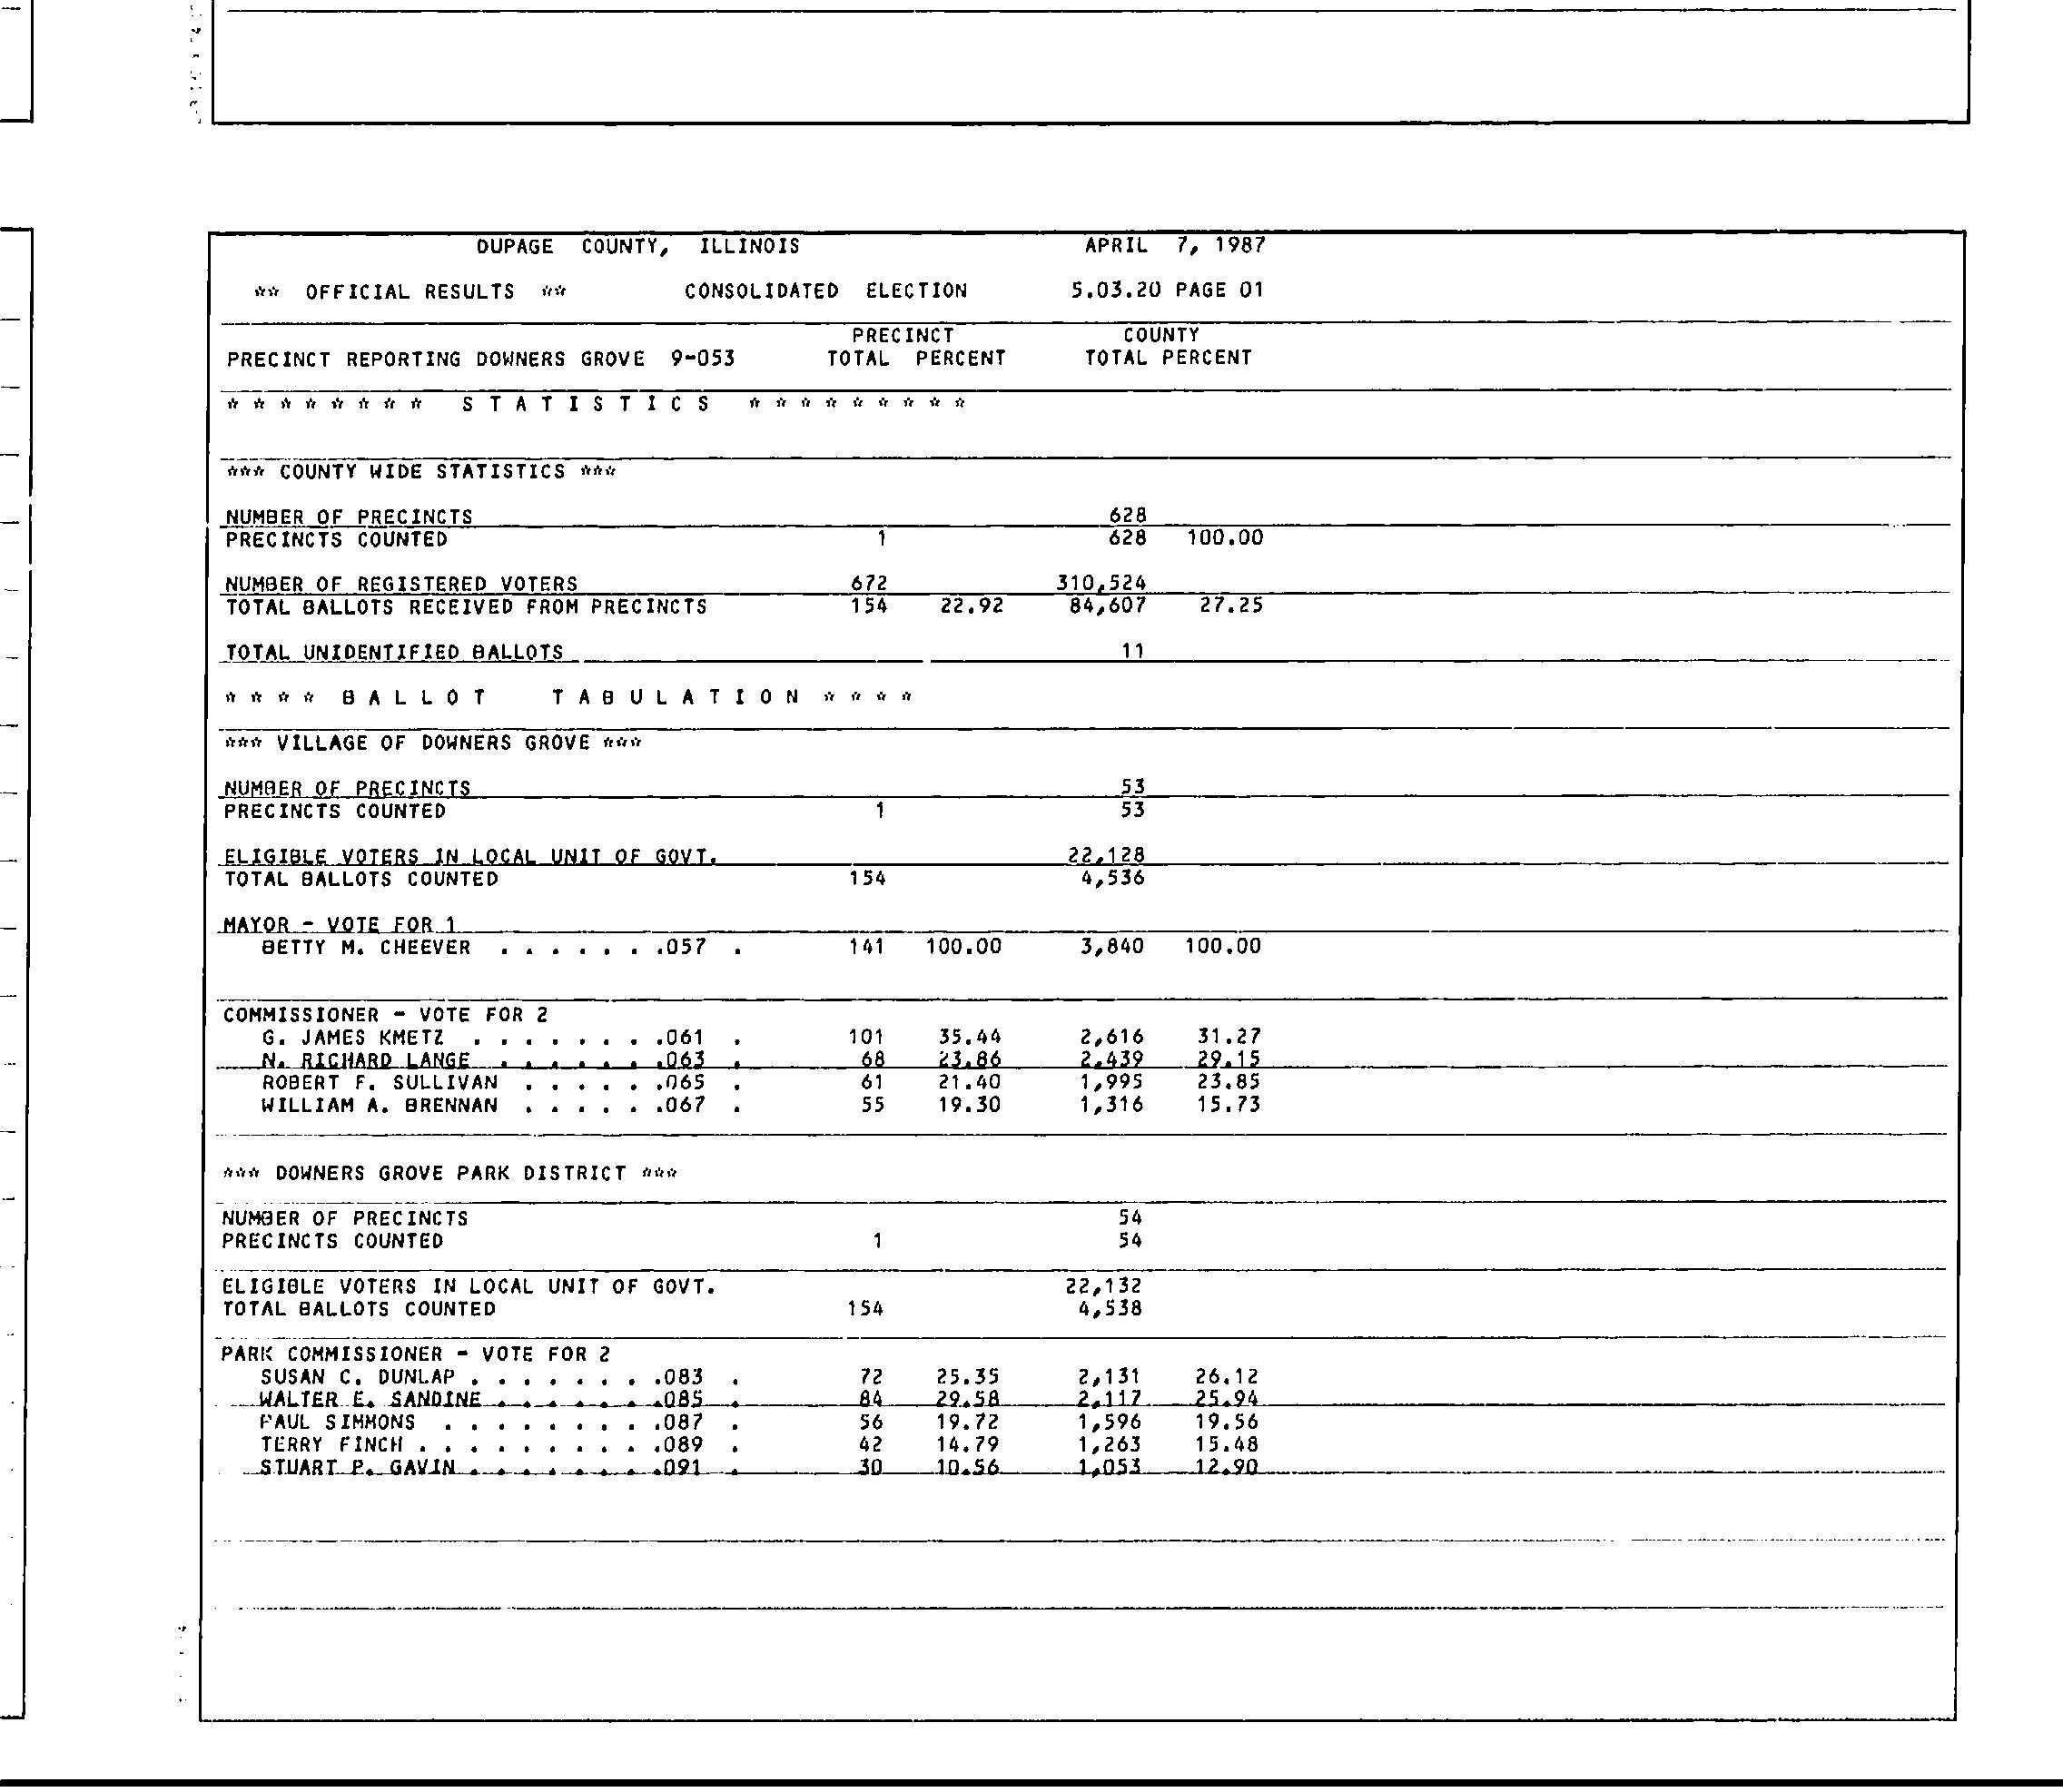 DUPAGE COUNTY, ILLINOIS APRIL 7, 1987
** OFFICIAL RESULTS ** CONSOLIDATED ELECTION 5.03.20 PAGE 01
PRECINCT COUNTY
PRECINCT REPORTING DOWNERS GROVE 9-053 TOTAL PERCENT TOTAL PERCENT
* * * * * * * * S T A T I S T I C S * * * * * * * * *
*** COUNTY WIDE STATISTICS ***
NUMBER OF PRECINCTS 628
PRECINCTS COUNTED 1 628 100.00
NUMBER OF REGISTERED VOTERS 672 310,524
TOTAL BALLOTS RECEIVED FROM PRECINCTS 154 22.92 84,607 27.25
TOTAL UNIDENTIFIED BALLOTS 11
* * * * B A L L O T T A B U L A T I O N * * * *
*** VILLAGE OF DOWNERS GROVE ***
NUMBER OF PRECINCTS 53
PRECINCTS COUNTED 1 53
ELIGIBLE VOTERS IN LOCAL UNIT OF GOVT. 22,128
TOTAL BALLOTS COUNTED 154 4,536
MAYOR - VOTE FOR 1
BETTY M. CHEEVER . . . . . . .057 . 141 100.00 3,840 100.00
COMMISSIONER - VOTE FOR 2
G. JAMES KMETZ . . . . . . . .061 . 101 35.44 2,616 31.27
N. RICHARD LANGE . . . . . . .063 . 68 23.86 2,439 29.15
ROBERT F. SULLIVAN . . . . . .065 . 61 21.40 1,995 23.85
WILLIAM A. BRENNAN . . . . . .067 . 55 19.30 1,316 15.73
*** DOWNERS GROVE PARK DISTRICT ***
NUMBER OF PRECINCTS 54
PRECINCTS COUNTED 1 54
ELIGIBLE VOTERS IN LOCAL UNIT OF GOVT. 22,132
TOTAL BALLOTS COUNTED 154 4,538
PARK COMMISSIONER - VOTE FOR 2
SUSAN C. DUNLAP . . . . . . . .083 . 72 25.35 2,131 26.12
WALTER E. SANDINE . . . . . . .085 . 84 29.58 2,117 25.94
PAUL SIMMONS . . . . . . . . .087 . 56 19.72 1,596 19.56
TERRY FINCH . . . . . . . . . .089 . 42 14.79 1,263 15.48
STUART P. GAVIN . . . . . . . .091 . 30 10.56 1,053 12.90